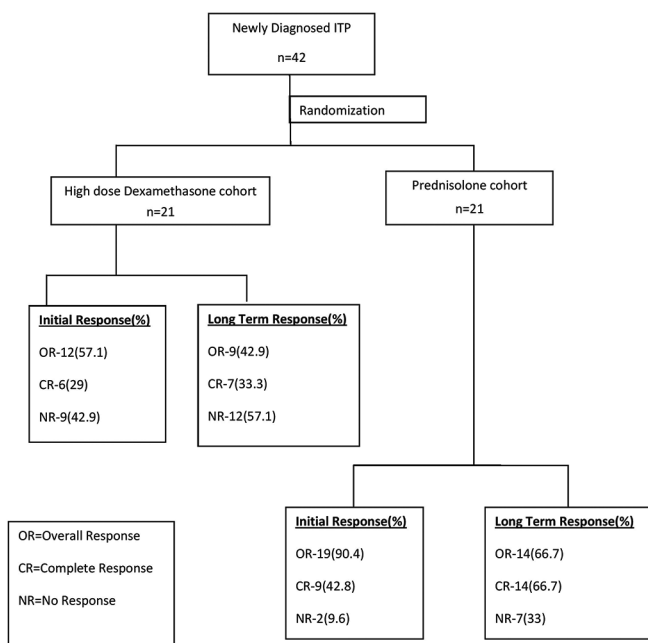 Newly Diagnosed ITP
n=42
Randomization
High dose Dexamethasone cohort
n=21
Prednisolone cohort
n=21
Initial Response(%)
OR-12(57.1)
CR-6(29)
NR-9(42.9)
Long Term Response(%)
OR-9(42.9)
CR-7(33.3)
NR-12(57.1)
Initial Response(%)
OR-19(90.4)
CR-9(42.8)
NR-2(9.6)
Long Term Response(%)
OR-14(66.7)
CR-14(66.7)
NR-7(33)
OR=Overall Response
CR=Complete Response
NR=No Response